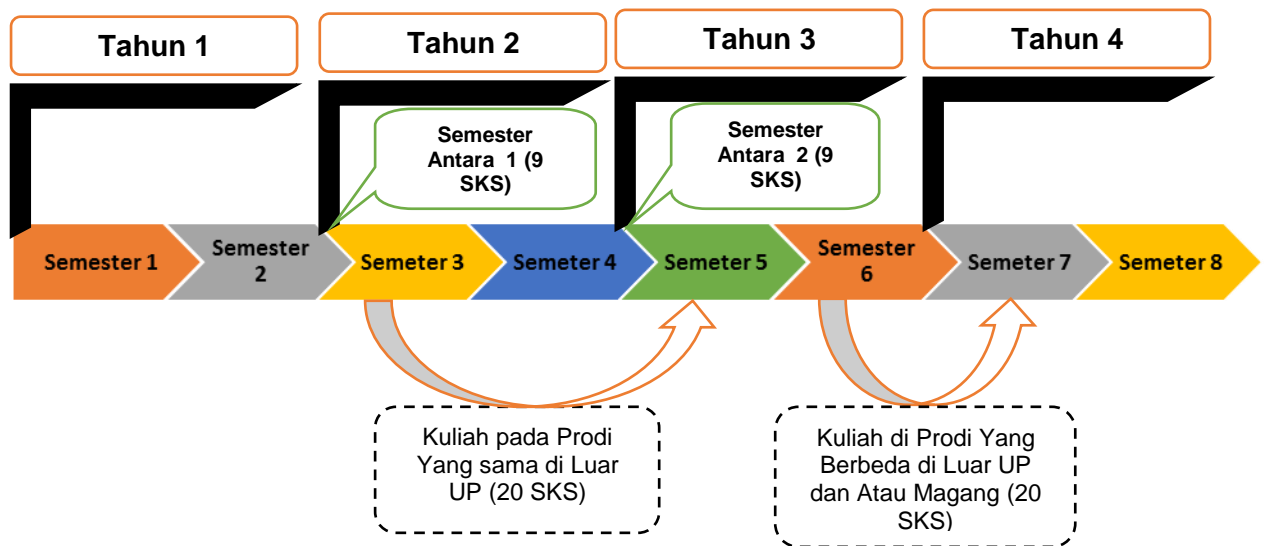 Tahun 1
Tahun 2
Tahun 3
Tahun 4
Semester
Antara 1 (9
SKS)
Semester
Antara 2 (9
SKS)
Semester 1
Semester
2
Semeter 3
Semeter 4
Semeter 5
Semester
6
Semeter 7
Semeter 8
Kuliah pada Prodi
Yang sama di Luar
UP (20 SKS)
Kuliah di Prodi Yang
Berbeda di Luar UP
dan Atau Magang (20
SKS)